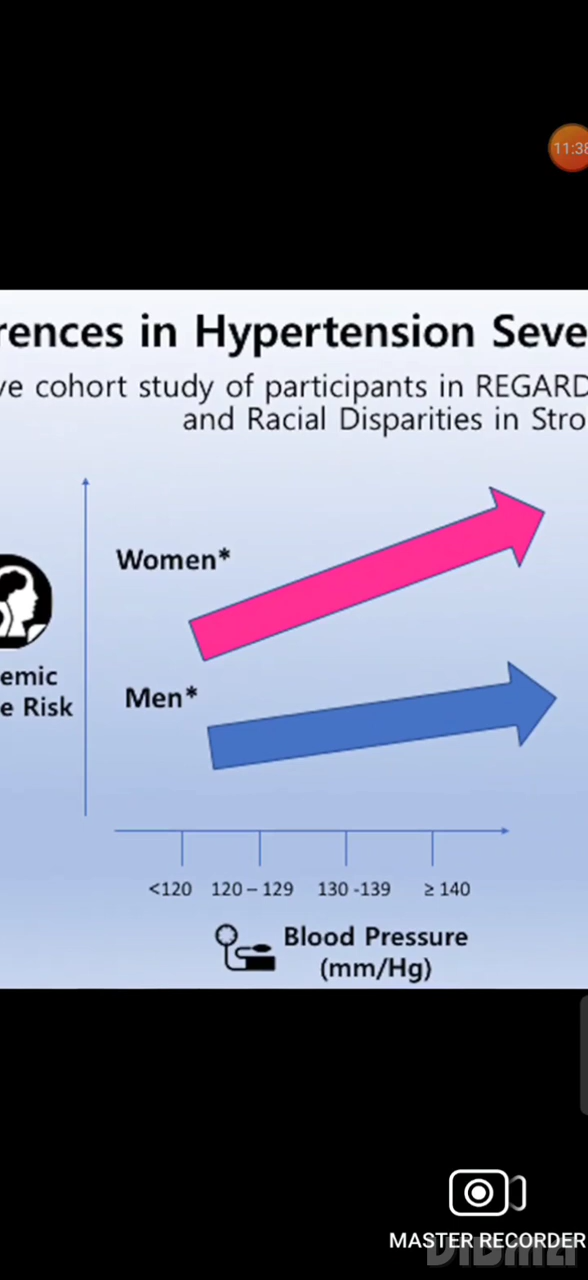 11:38
rences in Hypertension Seve
ve cohort study of participants in REGARD
and Racial Disparities in Stro
Women*
emic
e Risk
Men*
<120 120 – 129 130 -139 ≥ 140
Blood Pressure
(mm/Hg)
MASTER RECORDER